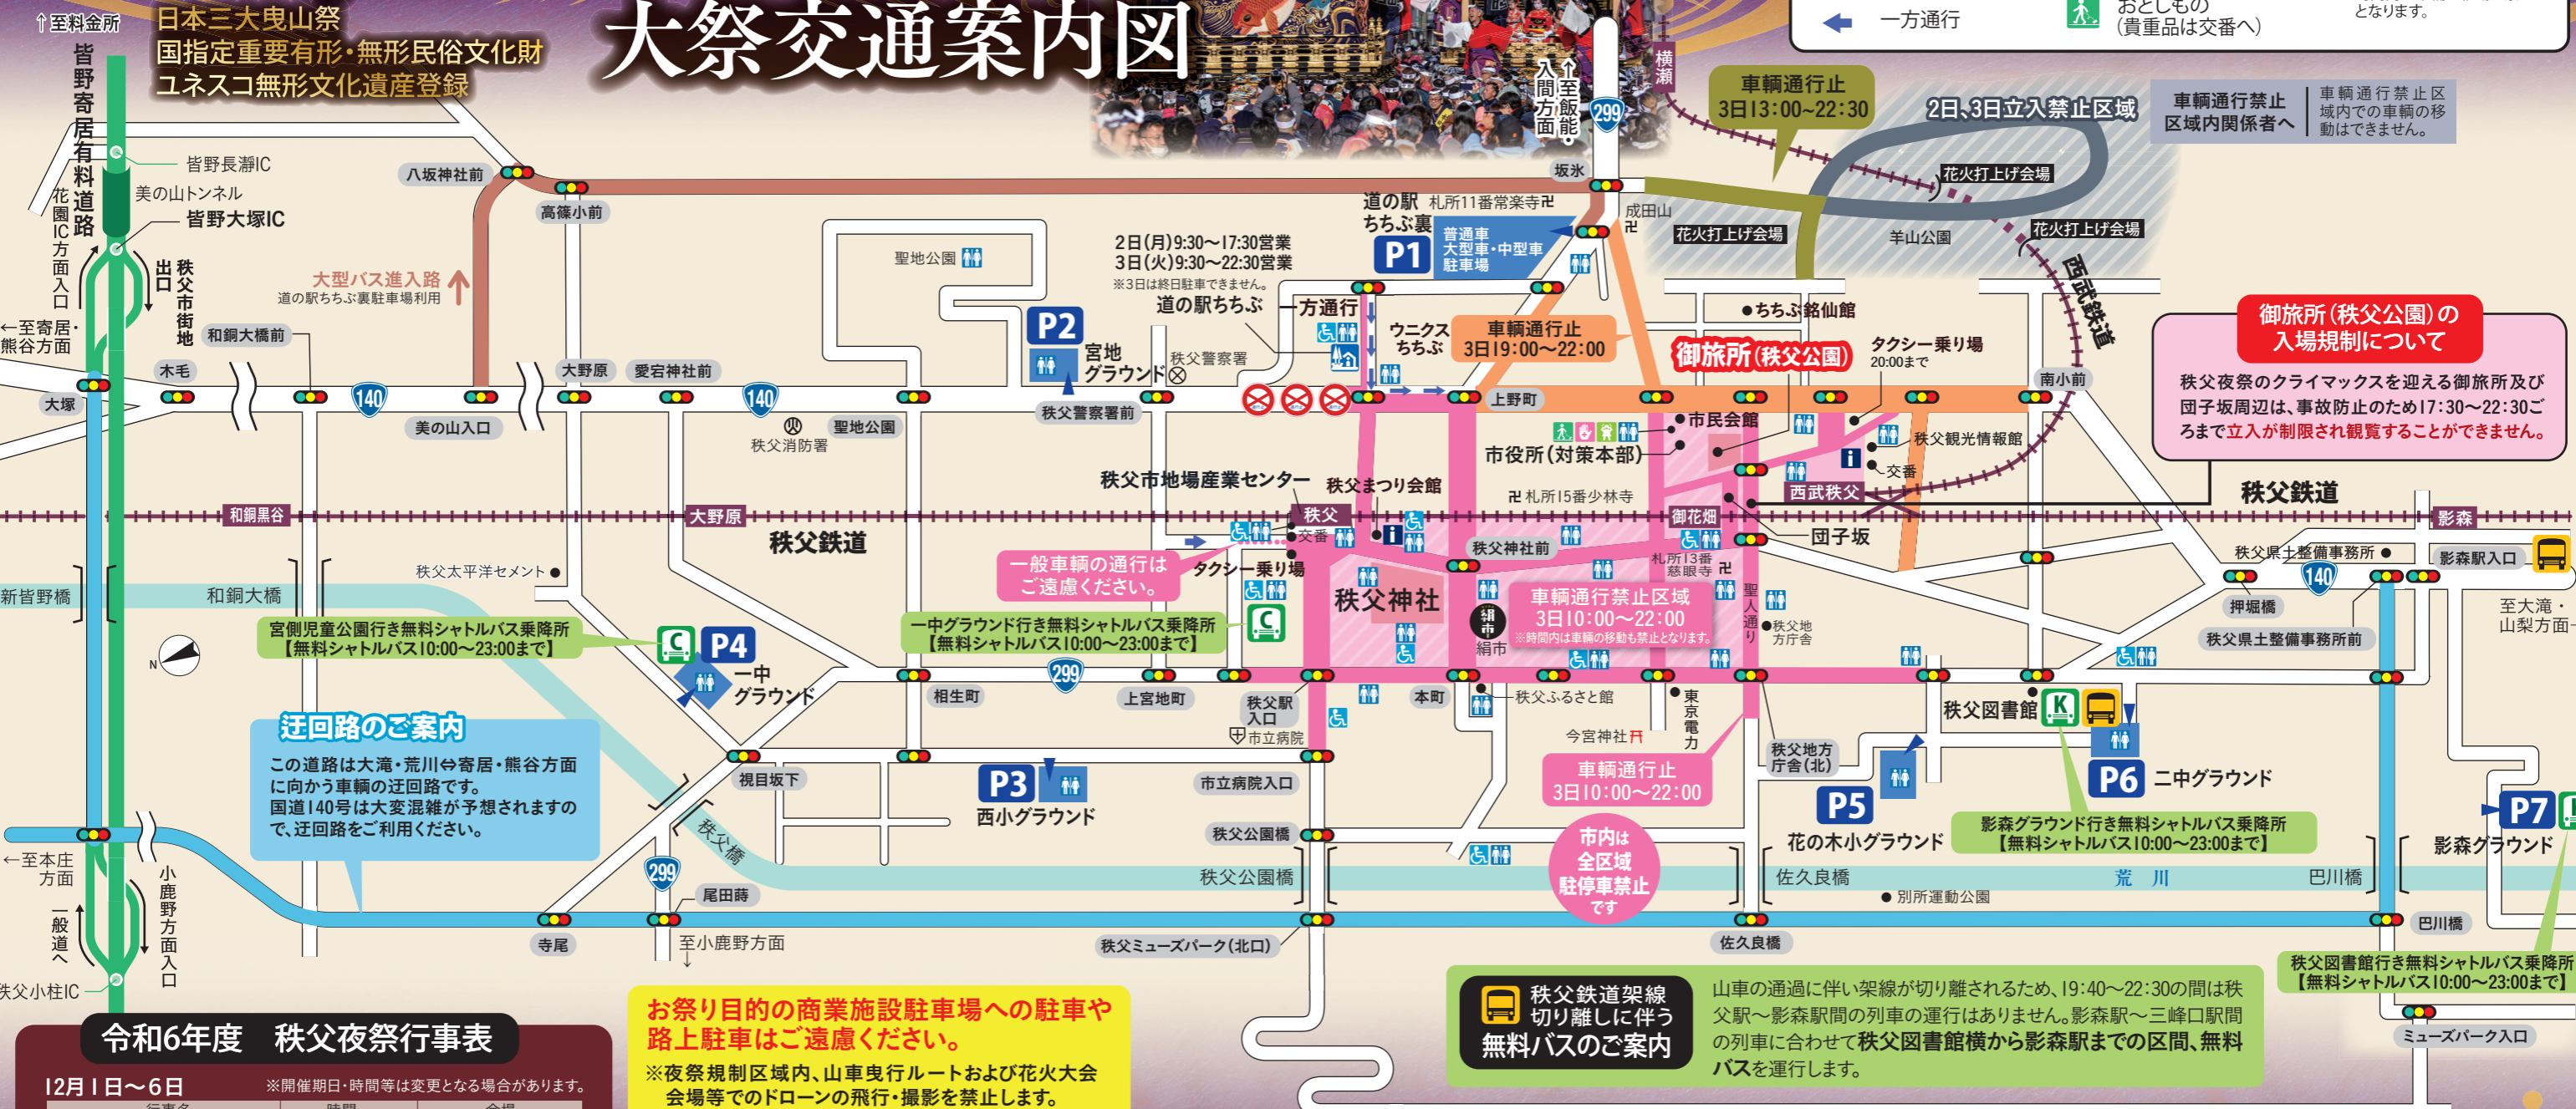 ↑至料金所
日本三大曳山祭
国指定重要有形・無形民俗文化財
ユネスコ無形文化遺産登録
大祭交通案内図
一方通行
おとしもの
(貴重品は交番へ)
となります。
皆野寄居有料道路
皆野長瀞IC
美の山トンネル
皆野大塚IC
花園IC方面入口
出口
秩父市街地
←至寄居・
熊谷方面
八坂神社前
高篠小前
大型バス進入路
道の駅ちちぶ裏駐車場利用
和銅大橋前
木毛
大塚
140
美の山入口
大野原
愛宕神社前
140
秩父消防署
聖地公園
聖地公園
P2
宮地
グラウンド
秩父警察署
秩父警察署前
2日(月)9:30〜17:30営業
3日(火)9:30〜22:30営業
※3日は終日駐車できません。
道の駅ちちぶ
一方通行
道の駅
ちちぶ裏
P1
札所11番常楽寺
普通車
大型車・中型車
駐車場
ウニクス
ちちぶ
↑至飯能・
入間方面
299
坂氷
成田山
横瀬
車輌通行止
3日13:00~22:30
2日、3日立入禁止区域
花火打上げ会場
花火打上げ会場
花火打上げ会場
羊山公園
西武鉄道
車輌通行禁止
区域内関係者へ
車輌通行禁止区
域内での車輌の移
動はできません。
車輌通行止
3日19:00〜22:00
ちちぶ銘仙館
御旅所(秩父公園)
タクシー乗り場
20:00まで
南小前
上野町
市民会館
市役所(対策本部)
秩父観光情報館
交番
西武秩父
御旅所(秩父公園)の
入場規制について
秩父夜祭のクライマックスを迎える御旅所及び
団子坂周辺は、事故防止のため17:30〜22:30ご
ろまで立入が制限され観覧することができません。
和銅黒谷
大野原
秩父鉄道
秩父市地場産業センター
秩父まつり会館
秩父
交番
札所15番少林寺
御花畑
団子坂
秩父鉄道
影森
秩父太平洋セメント
一般車輌の通行は
ご遠慮ください。
タクシー乗り場
秩父神社前
秩父神社
札所13番
慈眼寺
車輌通行禁止区域
3日10:00〜22:00
※時間内は車輌の移動も禁止となります。
絹市
絹市
聖人通り
秩父地
方庁舎
秩父県土整備事務所
影森駅入口
140
押堀橋
秩父県土整備事務所前
至大滝・
山梨方面
新皆野橋
和銅大橋
N
宮側児童公園行き無料シャトルバス乗降所
【無料シャトルバス10:00〜23:00まで】
C
P4
一中
グラウンド
一中グラウンド行き無料シャトルバス乗降所
【無料シャトルバス10:00〜23:00まで】
C
299
相生町
上宮地町
秩父駅
入口
市立病院
本町
秩父ふるさと館
東京電力
今宮神社
秩父地方
庁舎(北)
秩父図書館
K
迂回路のご案内
この道路は大滝・荒川⇔寄居・熊谷方面
に向かう車輌の迂回路です。
国道140号は大変混雑が予想されますの
で、迂回路をご利用ください。
視目坂下
P3
西小グラウンド
市立病院入口
秩父公園橋
車輌通行止
3日10:00〜22:00
P5
花の木小グラウンド
P6
二中グラウンド
影森グラウンド行き無料シャトルバス乗降所
【無料シャトルバス10:00〜23:00まで】
P7
影森グラウンド
市内は
全区域
駐停車禁止
です
←至本庄
方面
小鹿野方面入口
一般道へ
秩父橋
299
尾田蒔
寺尾
至小鹿野方面
↓
秩父公園橋
佐久良橋
荒川
巴川橋
別所運動公園
秩父ミューズパーク(北口)
佐久良橋
巴川橋
秩父小柱IC
秩父図書館行き無料シャトルバス乗降所
【無料シャトルバス10:00〜23:00まで】
ミューズパーク入口
令和6年度 秩父夜祭行事表
12月1日〜6日
※開催期日・時間等は変更となる場合があります。
お祭り目的の商業施設駐車場への駐車や
路上駐車はご遠慮ください。
※夜祭規制区域内、山車曳行ルートおよび花火大会
会場等でのドローンの飛行・撮影を禁止します。
秩父鉄道架線
切り離しに伴う
無料バスのご案内
山車の通過に伴い架線が切り離されるため、19:40〜22:30の間は秩
父駅〜影森駅間の列車の運行はありません。影森駅〜三峰口駅間
の列車に合わせて秩父図書館横から影森駅までの区間、無料
バスを運行します。